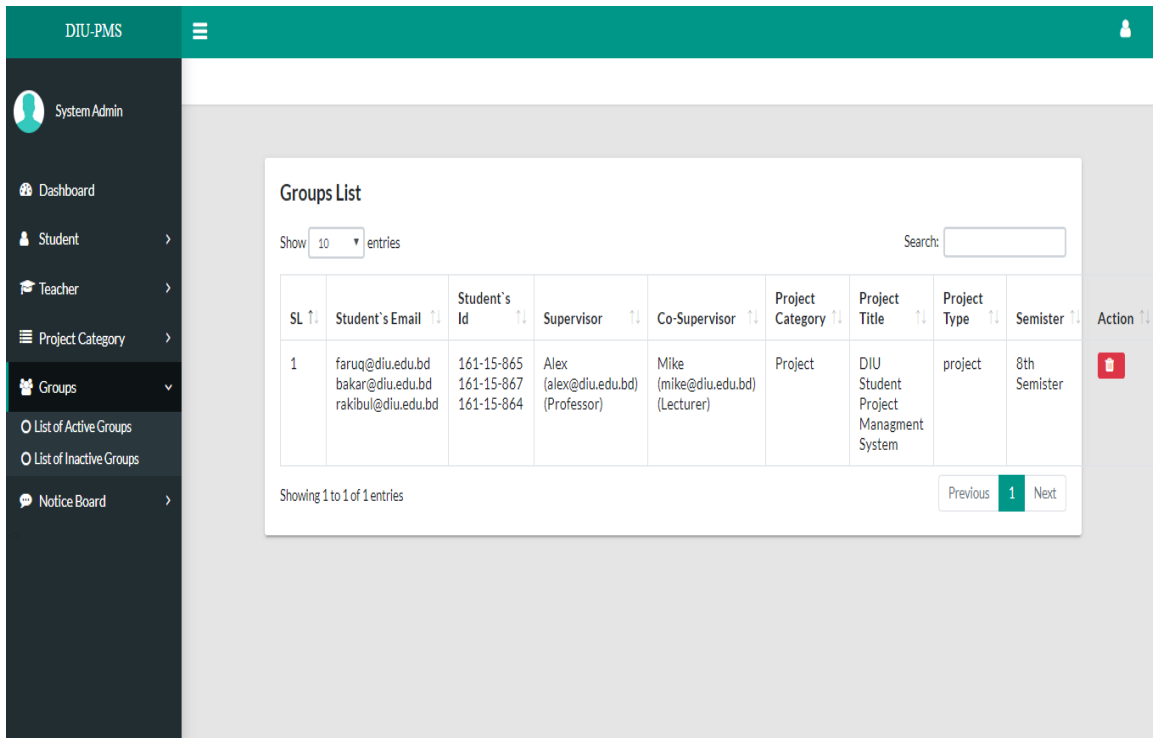 DIU-PMS
System Admin
Dashboard
Student
Teacher
Project Category
Groups
List of Active Groups
List of Inactive Groups
Notice Board
Groups List
Show 10 entries
Search:
SL
Student`s Email
Student`s
Id
Supervisor
Co-Supervisor
Project
Category
Project
Title
Project
Type
Semister
Action
1
faruq@diu.edu.bd
bakar@diu.edu.bd
rakibul@diu.edu.bd
161-15-865
161-15-867
161-15-864
Alex
(alex@diu.edu.bd)
(Professor)
Mike
(mike@diu.edu.bd)
(Lecturer)
Project
DIU
Student
Project
Managment
System
project
8th
Semister
Showing 1 to 1 of 1 entries
Previous 1 Next